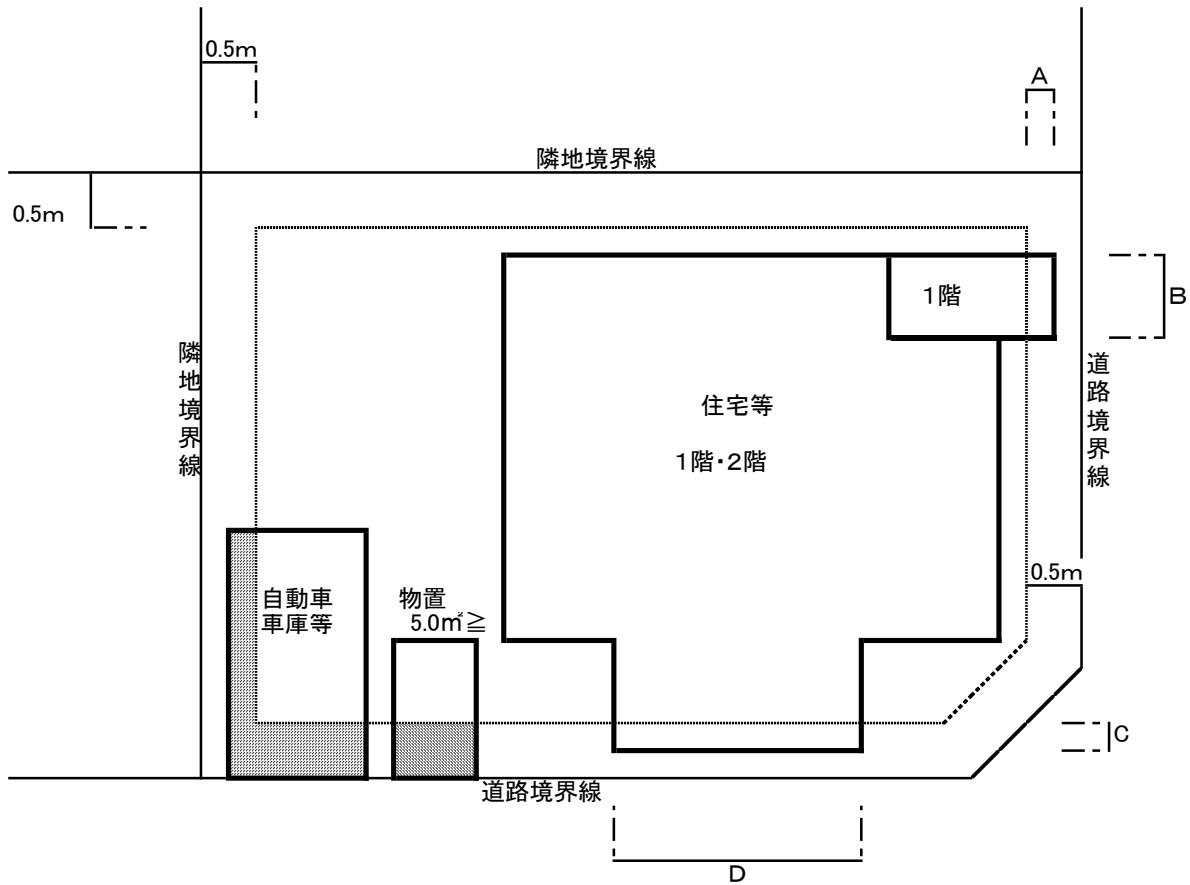 0.5m
A
隣地境界線
0.5m
1階
B
隣地境界線
道路境界線
住宅等
1階・2階
0.5m
自動車
車庫等
物置
5.0㎡≧
C
道路境界線
D